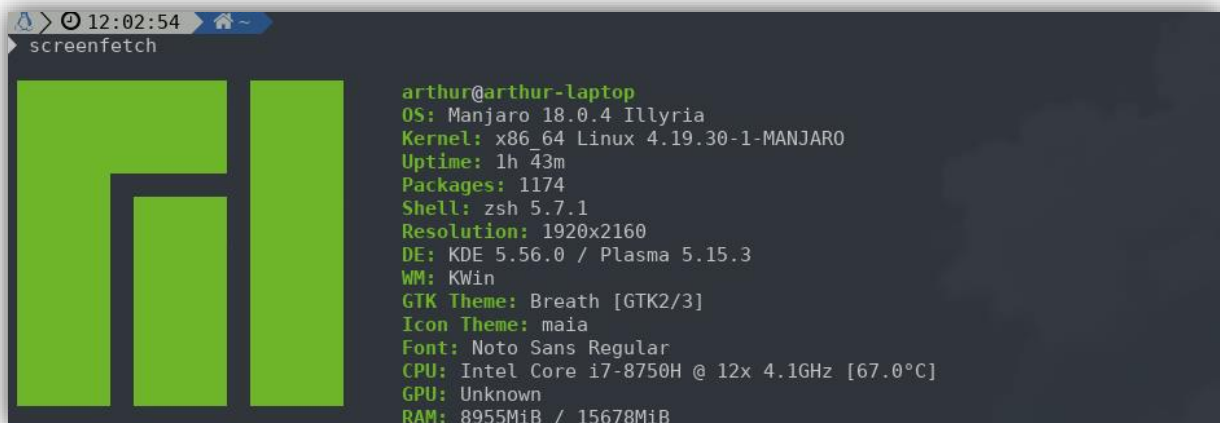 12:02:54 ~
screenfetch
arthur@arthur-laptop
OS: Manjaro 18.0.4 Illyria
Kernel: x86_64 Linux 4.19.30-1-MANJARO
Uptime: 1h 43m
Packages: 1174
Shell: zsh 5.7.1
Resolution: 1920x2160
DE: KDE 5.56.0 / Plasma 5.15.3
WM: KWin
GTK Theme: Breath [GTK2/3]
Icon Theme: maia
Font: Noto Sans Regular
CPU: Intel Core i7-8750H @ 12x 4.1GHz [67.0°C]
GPU: Unknown
RAM: 8955MiB / 15678MiB